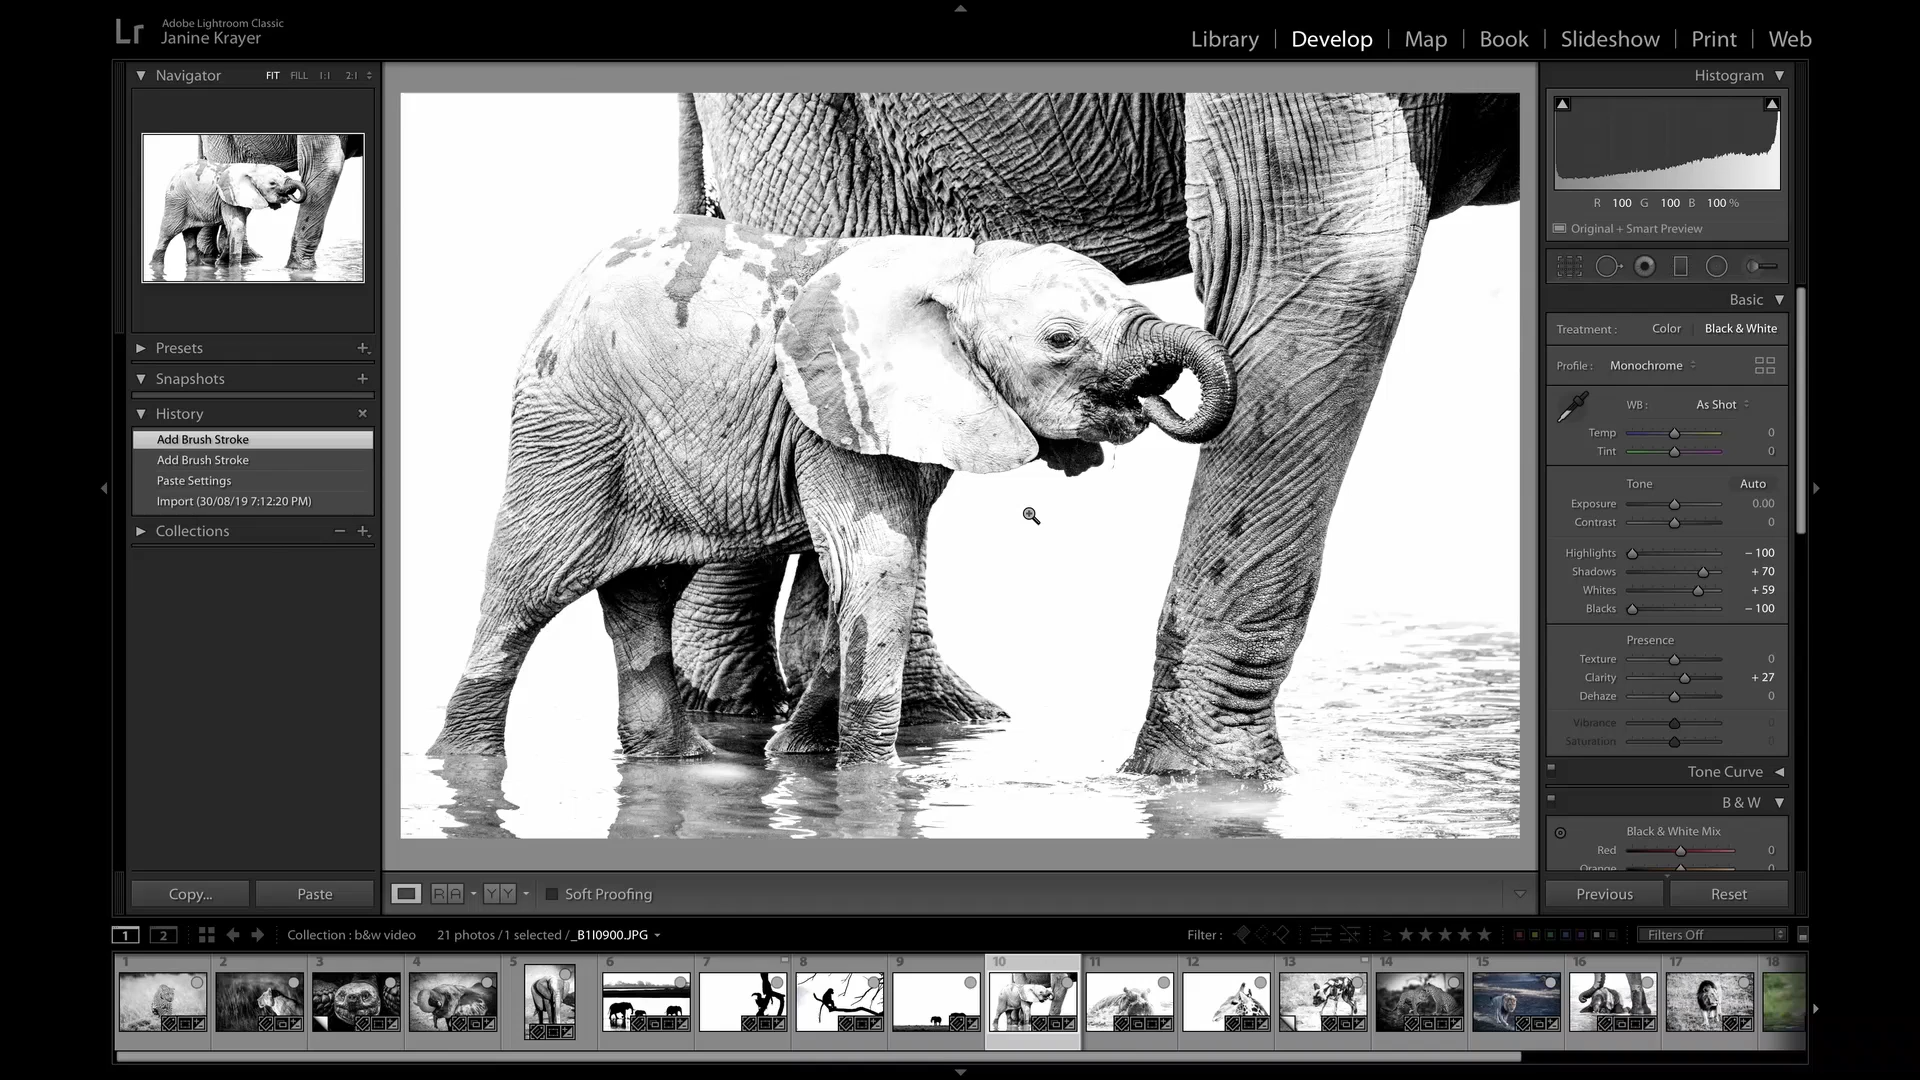 Lr
Adobe Lightroom Classic
Janine Krayer
Library | Develop | Map | Book | Slideshow | Print | Web
Navigator FIT FILL 1:1 2:1
Presets
Snapshots
History
Add Brush Stroke
Add Brush Stroke
Paste Settings
Import (30/08/19 7:12:20 PM)
Collections
Copy... Paste
Histogram
R 100 G 100 B 100 %
Original + Smart Preview
Basic
Treatment : Color Black & White
Profile : Monochrome
WB : As Shot
Temp 0
Tint 0
Tone Auto
Exposure 0.00
Contrast 0
Highlights – 100
Shadows + 70
Whites + 59
Blacks – 100
Presence
Texture 0
Clarity + 27
Dehaze 0
Vibrance 0
Saturation 0
Tone Curve
B & W
Black & White Mix
Red 0
Orange 0
Previous Reset
R A Y Y Soft Proofing
1 2 Collection : b&w video 21 photos / 1 selected / _B1I0900.JPG Filter : ≥ Filters Off
1 2 3 4 5 6 7 8 9 10 11 12 13 14 15 16 17 18